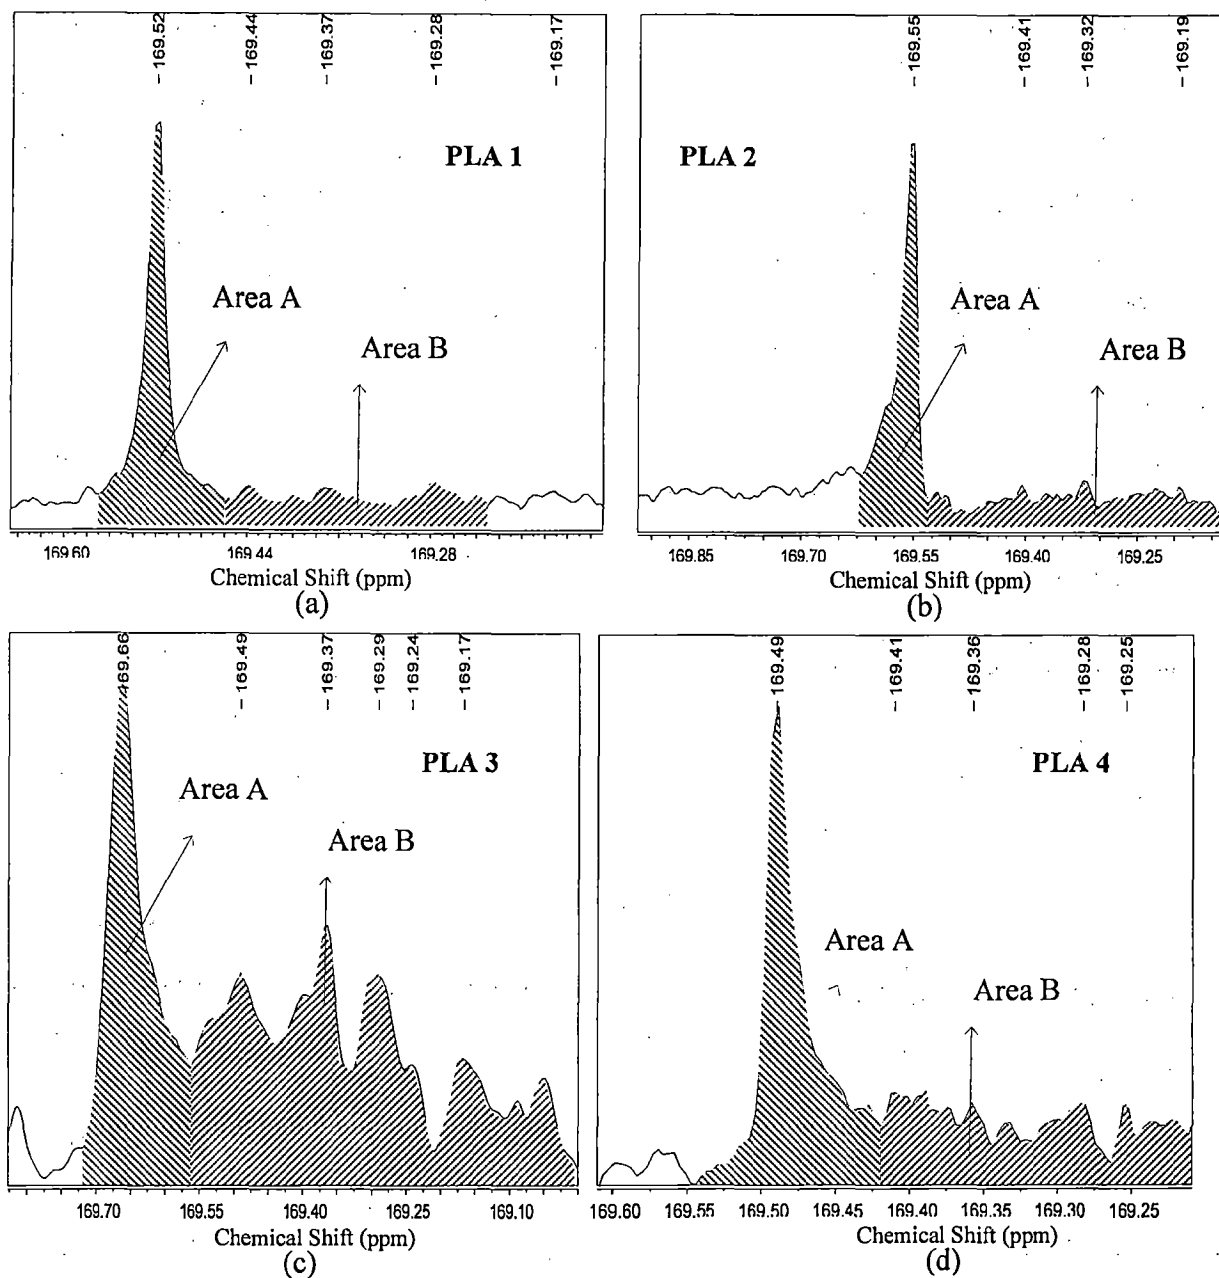 -169.52 -169.44 -169.37 -169.28 -169.17
PLA 1
Area A
Area B
169.60 169.44 169.28
Chemical Shift (ppm)
(a)
-169.55 -169.41 -169.32 -169.19
PLA 2
Area A
Area B
169.85 169.70 169.55 169.40 169.25
Chemical Shift (ppm)
(b)
169.66 -169.49 -169.37 -169.29 -169.24 -169.17
PLA 3
Area A
Area B
169.70 169.55 169.40 169.25 169.10
Chemical Shift (ppm)
(c)
-169.49 -169.41 -169.36 -169.28 -169.25
PLA 4
Area A
Area B
169.60 169.55 169.50 169.45 169.40 169.35 169.30 169.25
Chemical Shift (ppm)
(d)